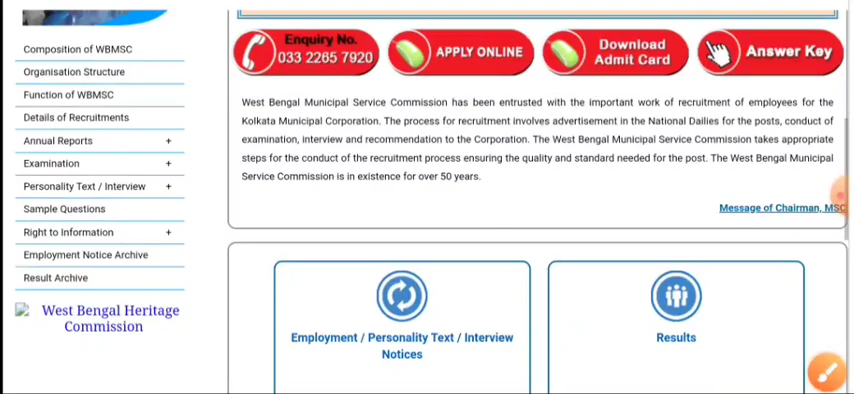 Composition of WBMSC
Organisation Structure
Function of WBMSC
Details of Recruitments
Annual Reports +
Examination +
Personality Text / Interview +
Sample Questions
Right to Information +
Employment Notice Archive
Result Archive
West Bengal Heritage
Commission
Enquiry No.
033 2265 7920
APPLY ONLINE
Download
Admit Card
Answer Key
West Bengal Municipal Service Commission has been entrusted with the important work of recruitment of employees for the
Kolkata Municipal Corporation. The process for recruitment involves advertisement in the National Dailies for the posts, conduct of
examination, interview and recommendation to the Corporation. The West Bengal Municipal Service Commission takes appropriate
steps for the conduct of the recruitment process ensuring the quality and standard needed for the post. The West Bengal Municipal
Service Commission is in existence for over 50 years.
Message of Chairman, MSC
Employment / Personality Text / Interview
Notices
Results